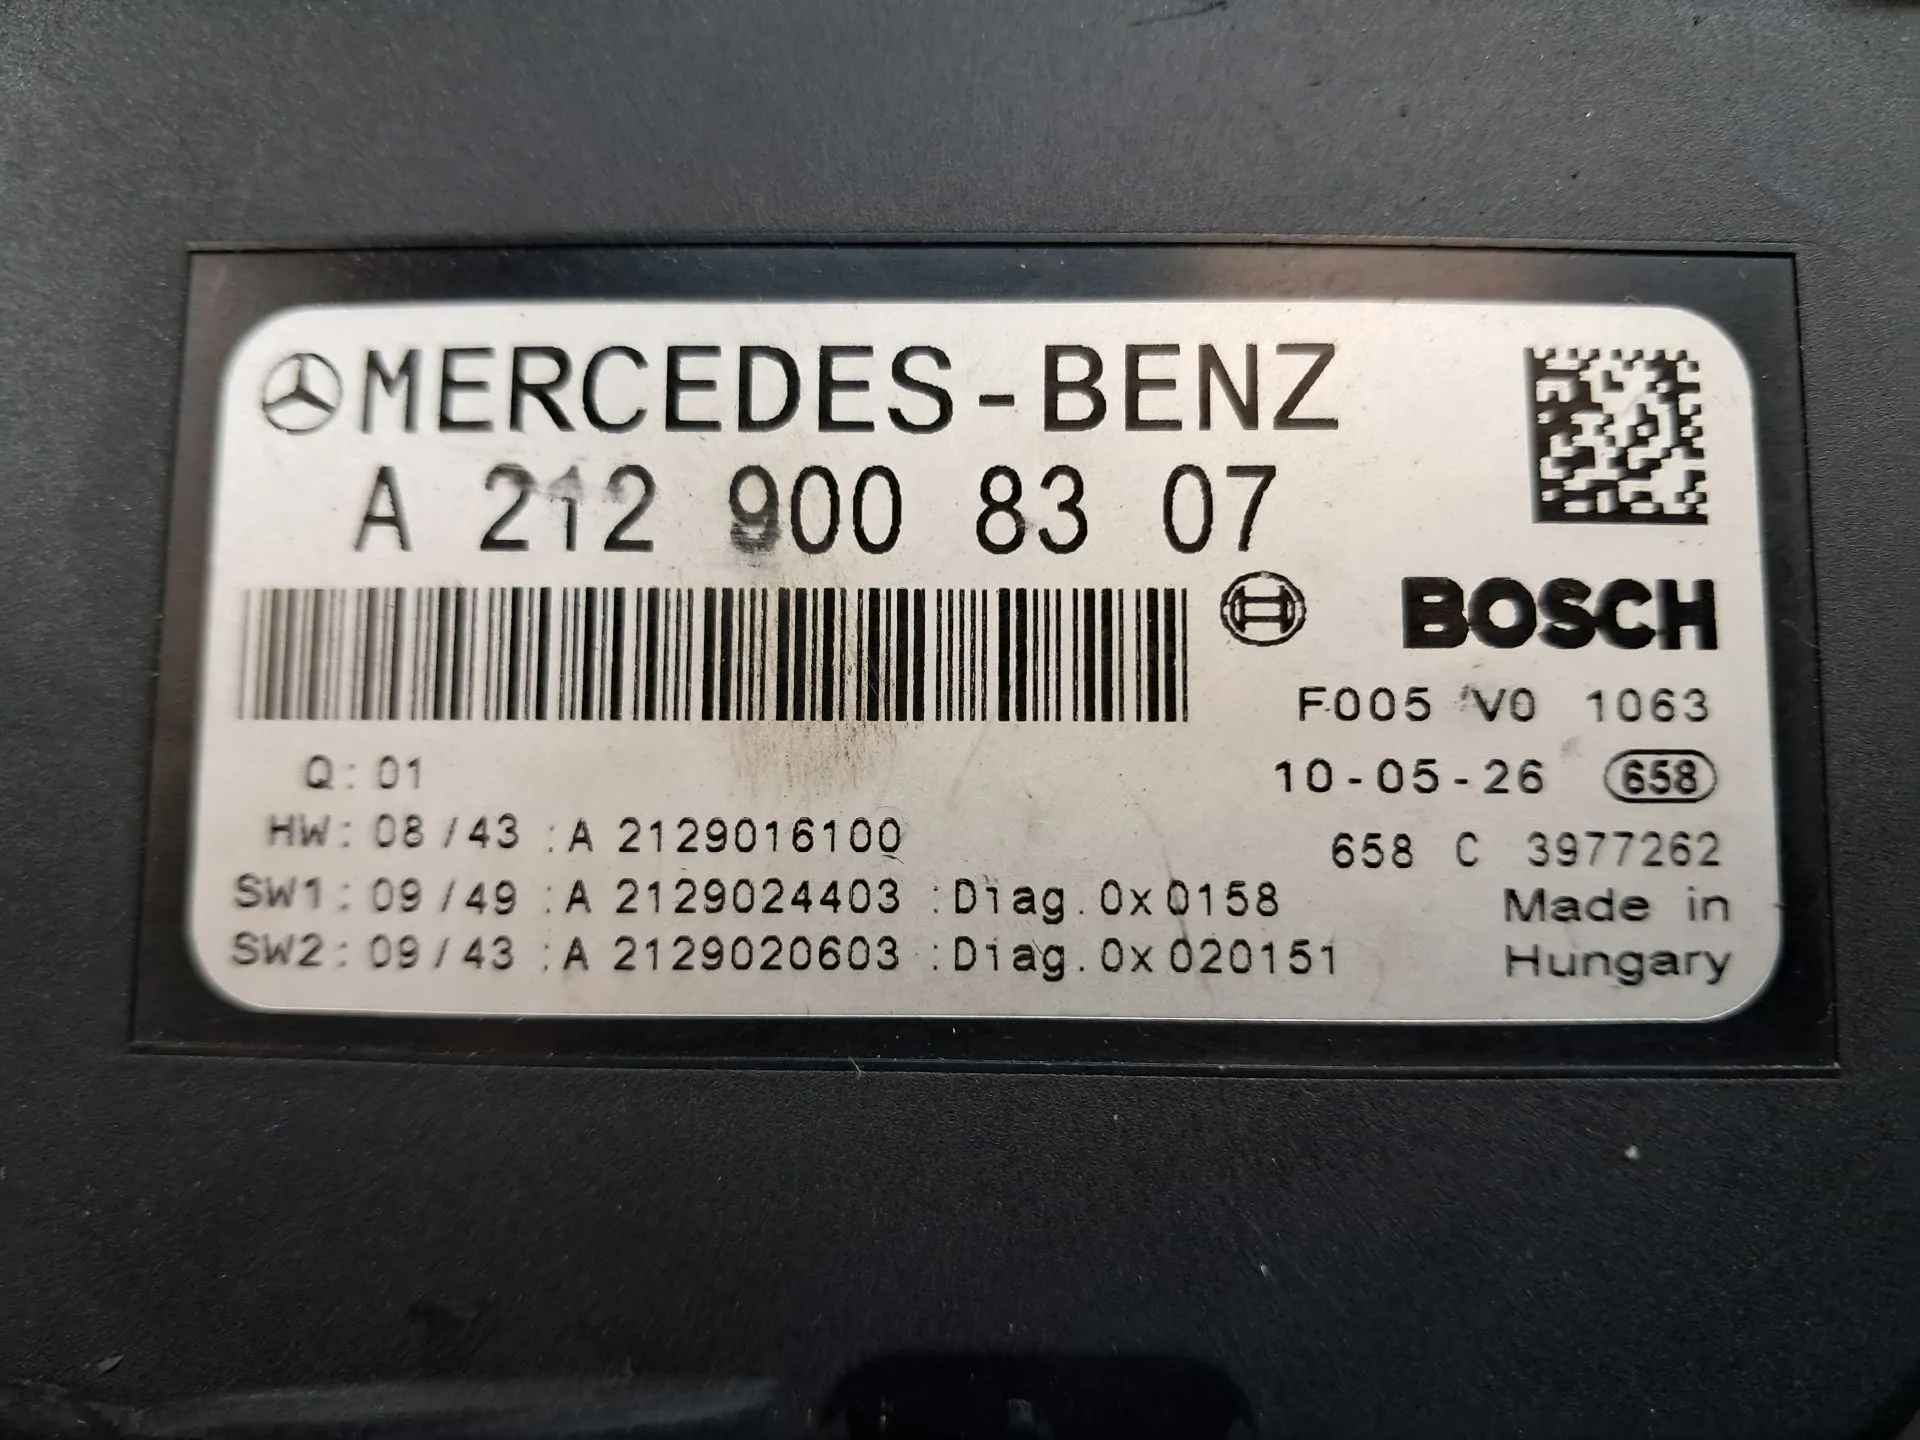 MERCEDES-BENZ
A 212 900 83 07
BOSCH
F005 V0 1063
Q: 01
10-05-26 658
HW: 08/43 :A 2129016100
658 C 3977262
SW1: 09/49 :A 2129024403 :Diag.0x0158
Made in
SW2: 09/43 :A 2129020603 :Diag.0x020151
Hungary